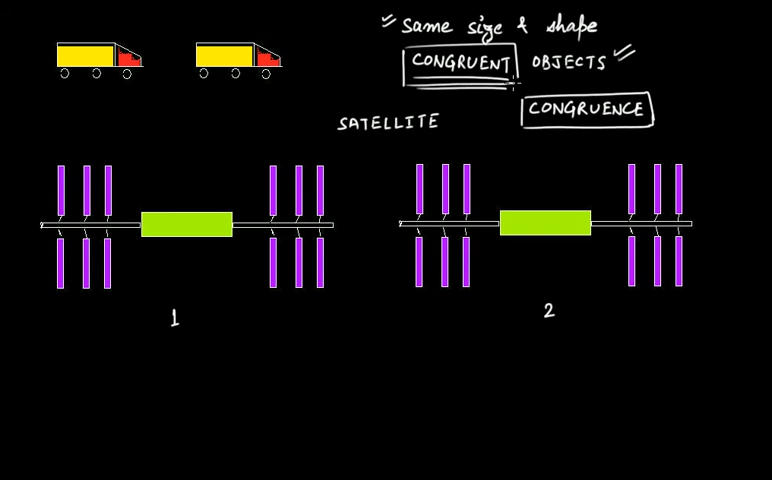 Same size & shape
CONGRUENT OBJECTS
CONGRUENCE
SATELLITE
1
2